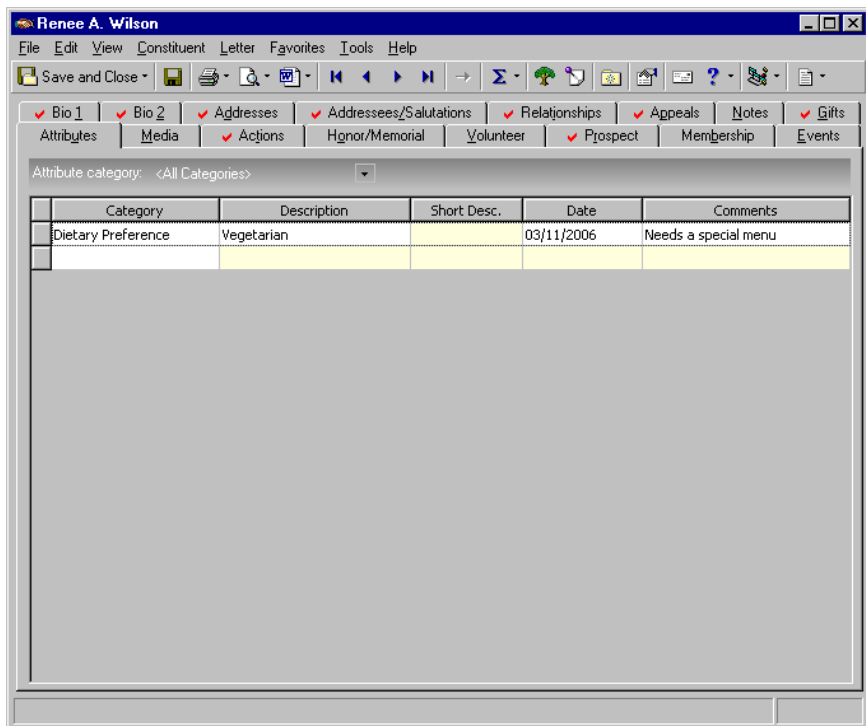 Renee A. Wilson
File Edit View Constituent Letter Favorites Tools Help
Save and Close
Bio 1 Bio 2 Addresses Addressees/Salutations Relationships Appeals Notes Gifts
Attributes Media Actions Honor/Memorial Volunteer Prospect Membership Events
Attribute category: <All Categories>
Category Description Short Desc. Date Comments
Dietary Preference Vegetarian 03/11/2006 Needs a special menu